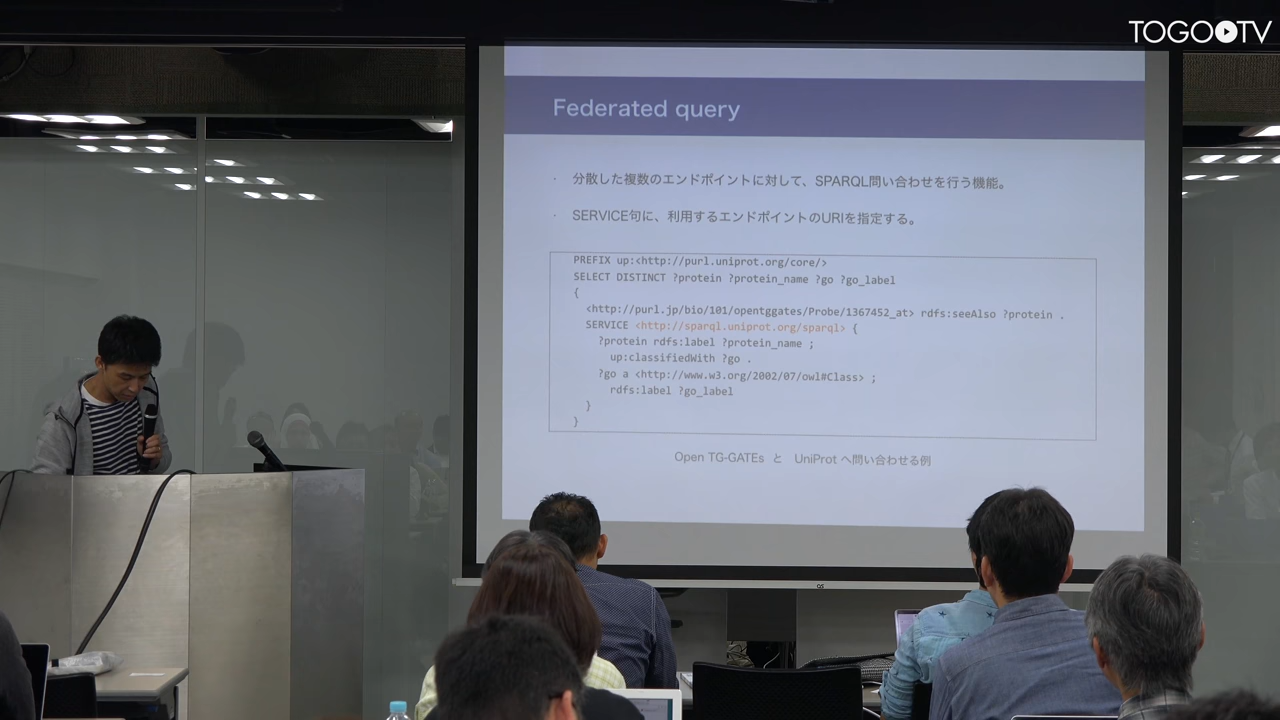 TOGO TV
Federated query
・ 分散した複数のエンドポイントに対して、SPARQL問い合わせを行う機能。
・ SERVICE句に、利用するエンドポイントのURIを指定する。
PREFIX up:<http://purl.uniprot.org/core/>
SELECT DISTINCT ?protein ?protein_name ?go ?go_label
{
<http://purl.jp/bio/101/opentggates/Probe/1367452_at> rdfs:seeAlso ?protein .
SERVICE <http://sparql.uniprot.org/sparql> {
?protein rdfs:label ?protein_name ;
up:classifiedWith ?go .
?go a <http://www.w3.org/2002/07/owl#Class> ;
rdfs:label ?go_label
}
}
Open TG-GATEs と UniProt へ問い合わせる例